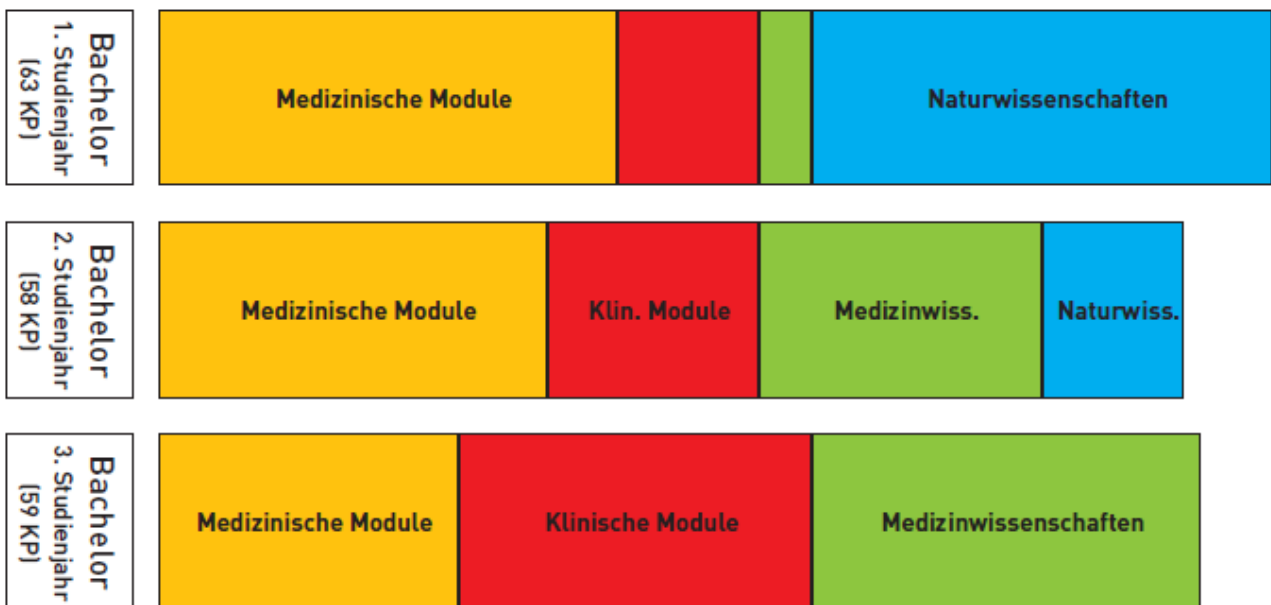 Bachelor
1. Studienjahr
(63 KP)
Medizinische Module
Naturwissenschaften
Bachelor
2. Studienjahr
(58 KP)
Medizinische Module
Klin. Module
Medizinwiss.
Naturwiss.
Bachelor
3. Studienjahr
(59 KP)
Medizinische Module
Klinische Module
Medizinwissenschaften